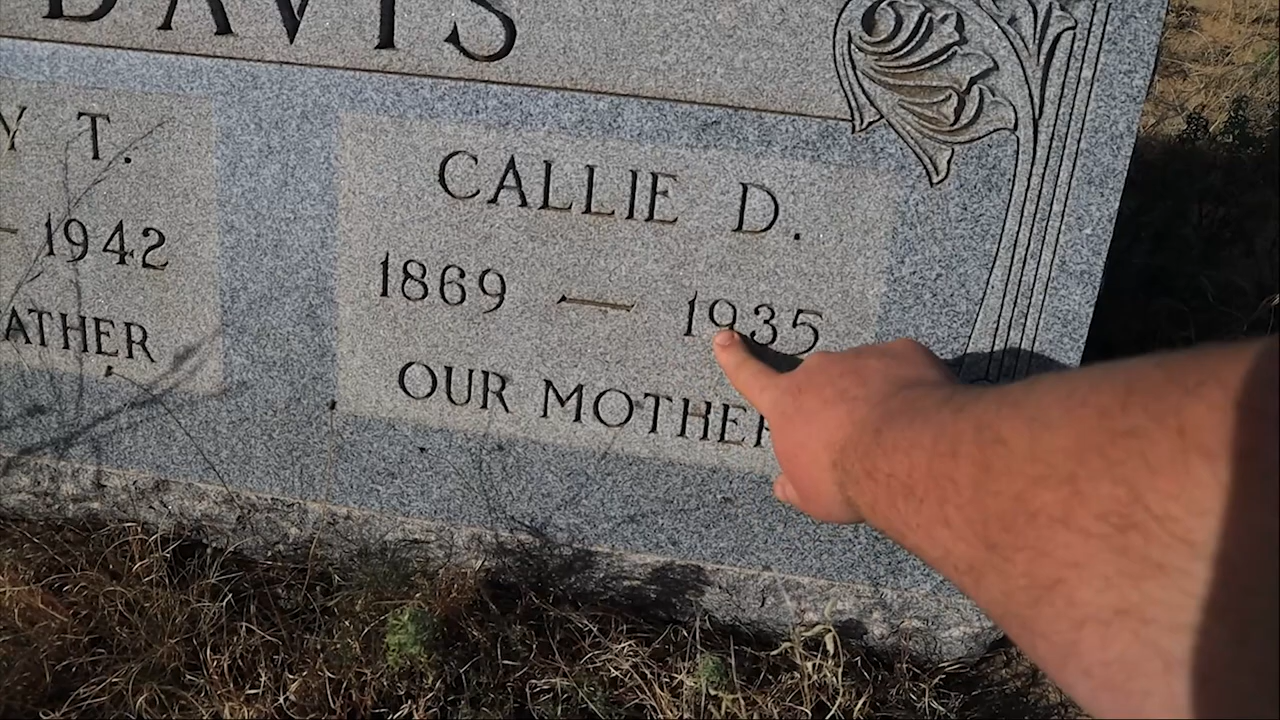 DAVIS
Y T.
CALLIE D.
– 1942
1869 — 1935
ATHER
OUR MOTHER